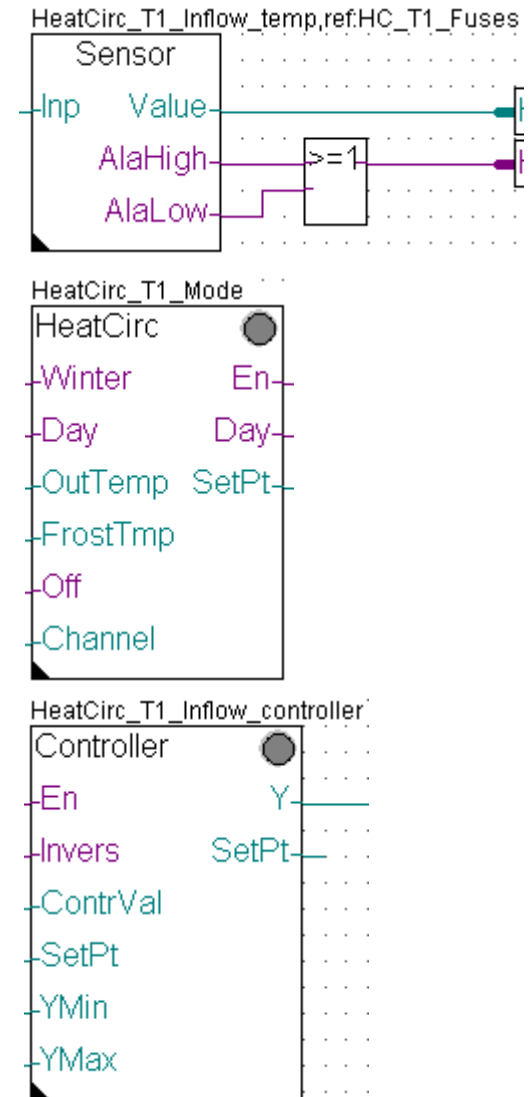 HeatCirc_T1_Inflow_temp,ref:HC_T1_Fuses
Sensor
Inp Value
AlaHigh >=1
AlaLow
HeatCirc_T1_Mode
HeatCirc
Winter En
Day Day
OutTemp SetPt
FrostTmp
Off
Channel
HeatCirc_T1_Inflow_controller
Controller
En Y
Invers SetPt
ContrVal
SetPt
YMin
YMax